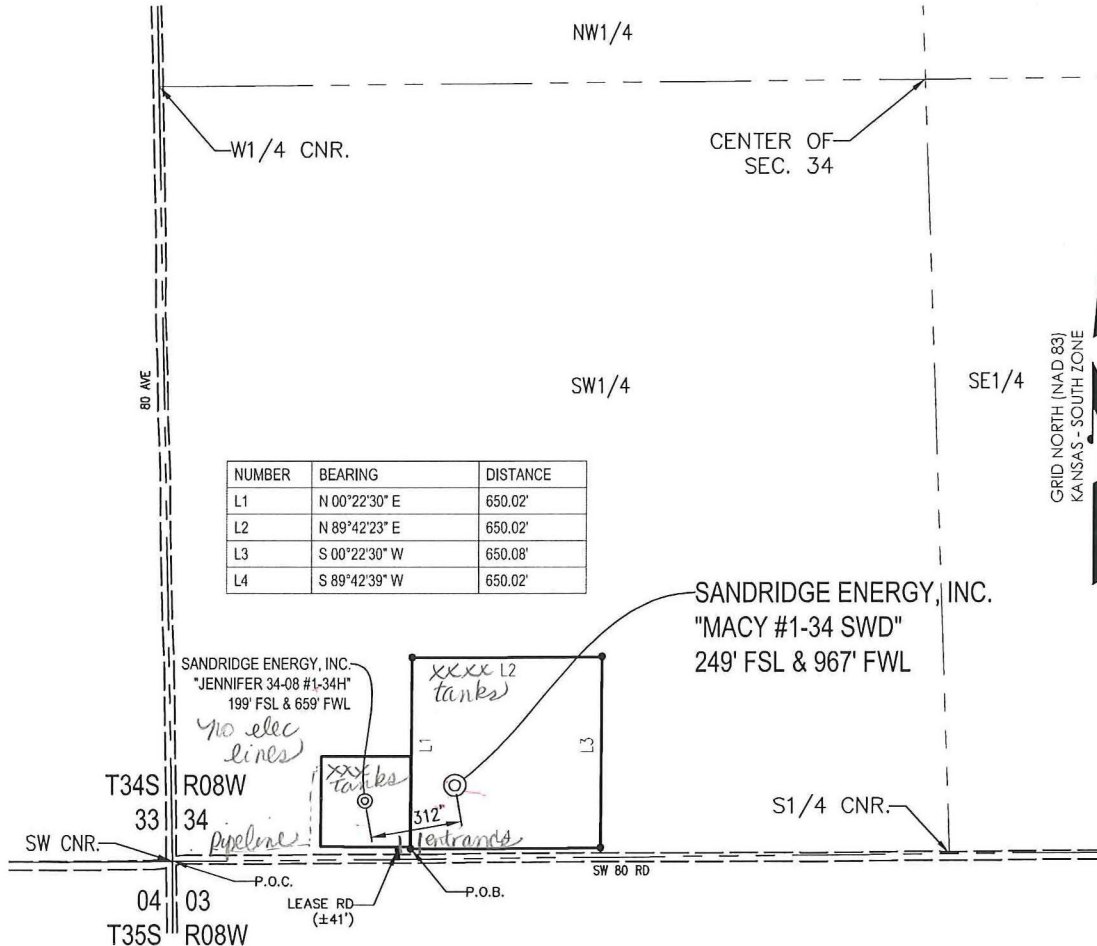 NW1/4
W1/4 CNR.
CENTER OF
SEC. 34
80 AVE
SW1/4
SE1/4
GRID NORTH (NAD 83)
KANSAS - SOUTH ZONE
NUMBER BEARING DISTANCE
L1 N 00°22'30" E 650.02'
L2 N 89°42'23" E 650.02'
L3 S 00°22'30" W 650.08'
L4 S 89°42'39" W 650.02'
SANDRIDGE ENERGY, INC.
"MACY #1-34 SWD"
249' FSL & 967' FWL
SANDRIDGE ENERGY, INC.
"JENNIFER 34-08 #1-34H"
199' FSL & 659' FWL
no elec
lines
xxxx L2
tanks
L1
L3
xxx
tanks
312'
entrands
T34S R08W
33 34
pipeline
SW CNR.
S1/4 CNR.
P.O.C.
LEASE RD
(±41')
P.O.B.
SW 80 RD
04 03
T35S R08W